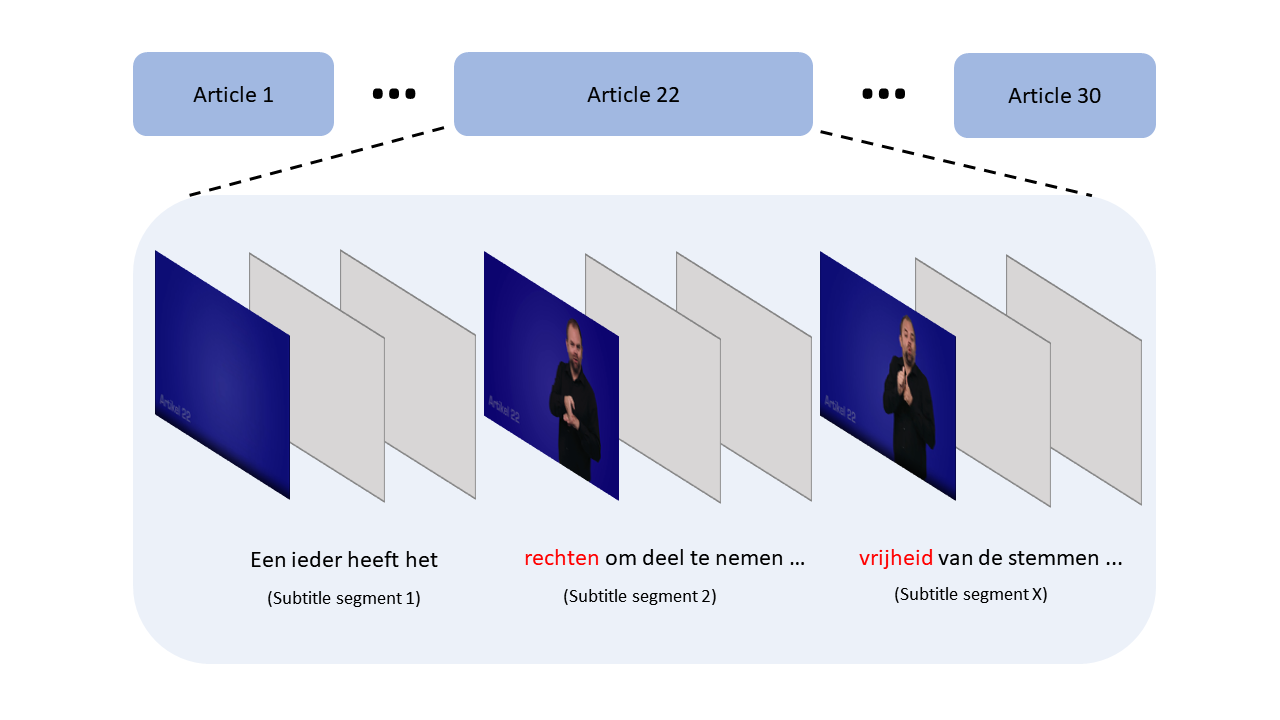 Article 1
...
Article 22
...
Article 30
Artikel 22
Artikel 22
Artikel 22
Een ieder heeft het
rechten om deel te nemen ...
vrijheid van de stemmen ...
(Subtitle segment 1)
(Subtitle segment 2)
(Subtitle segment X)